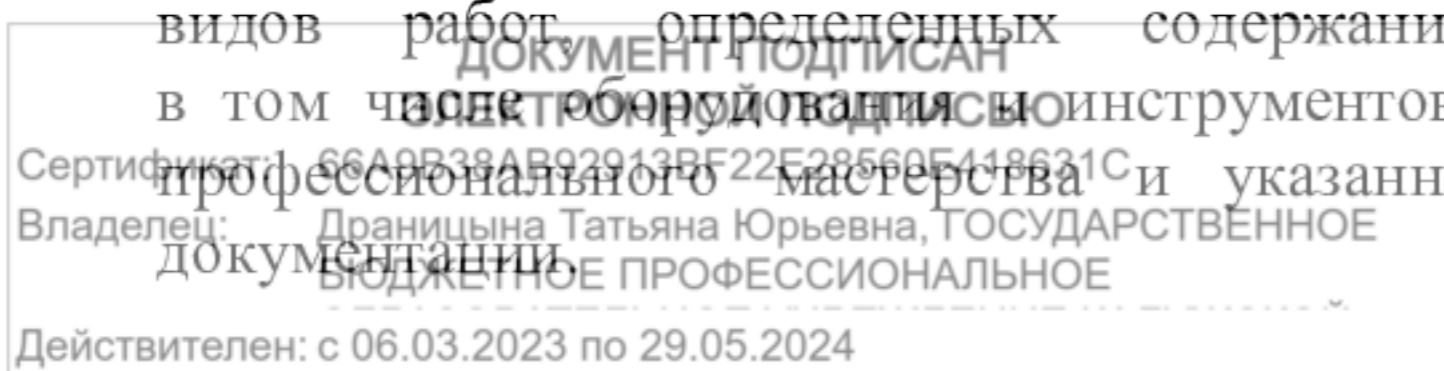 видов работ, определенных содержани
ДОКУМЕНТ ПОДПИСАН
в том числе оборудования и инструментов
ЭЛЕКТРОННОЙ ПОДПИСЬЮ
Сертификат: 66A9B38AB92913BF22E28560E418631C
профессионального мастерства и указанн
Владелец: Драницына Татьяна Юрьевна, ГОСУДАРСТВЕННОЕ
документации.
БЮДЖЕТНОЕ ПРОФЕССИОНАЛЬНОЕ
Действителен: с 06.03.2023 по 29.05.2024